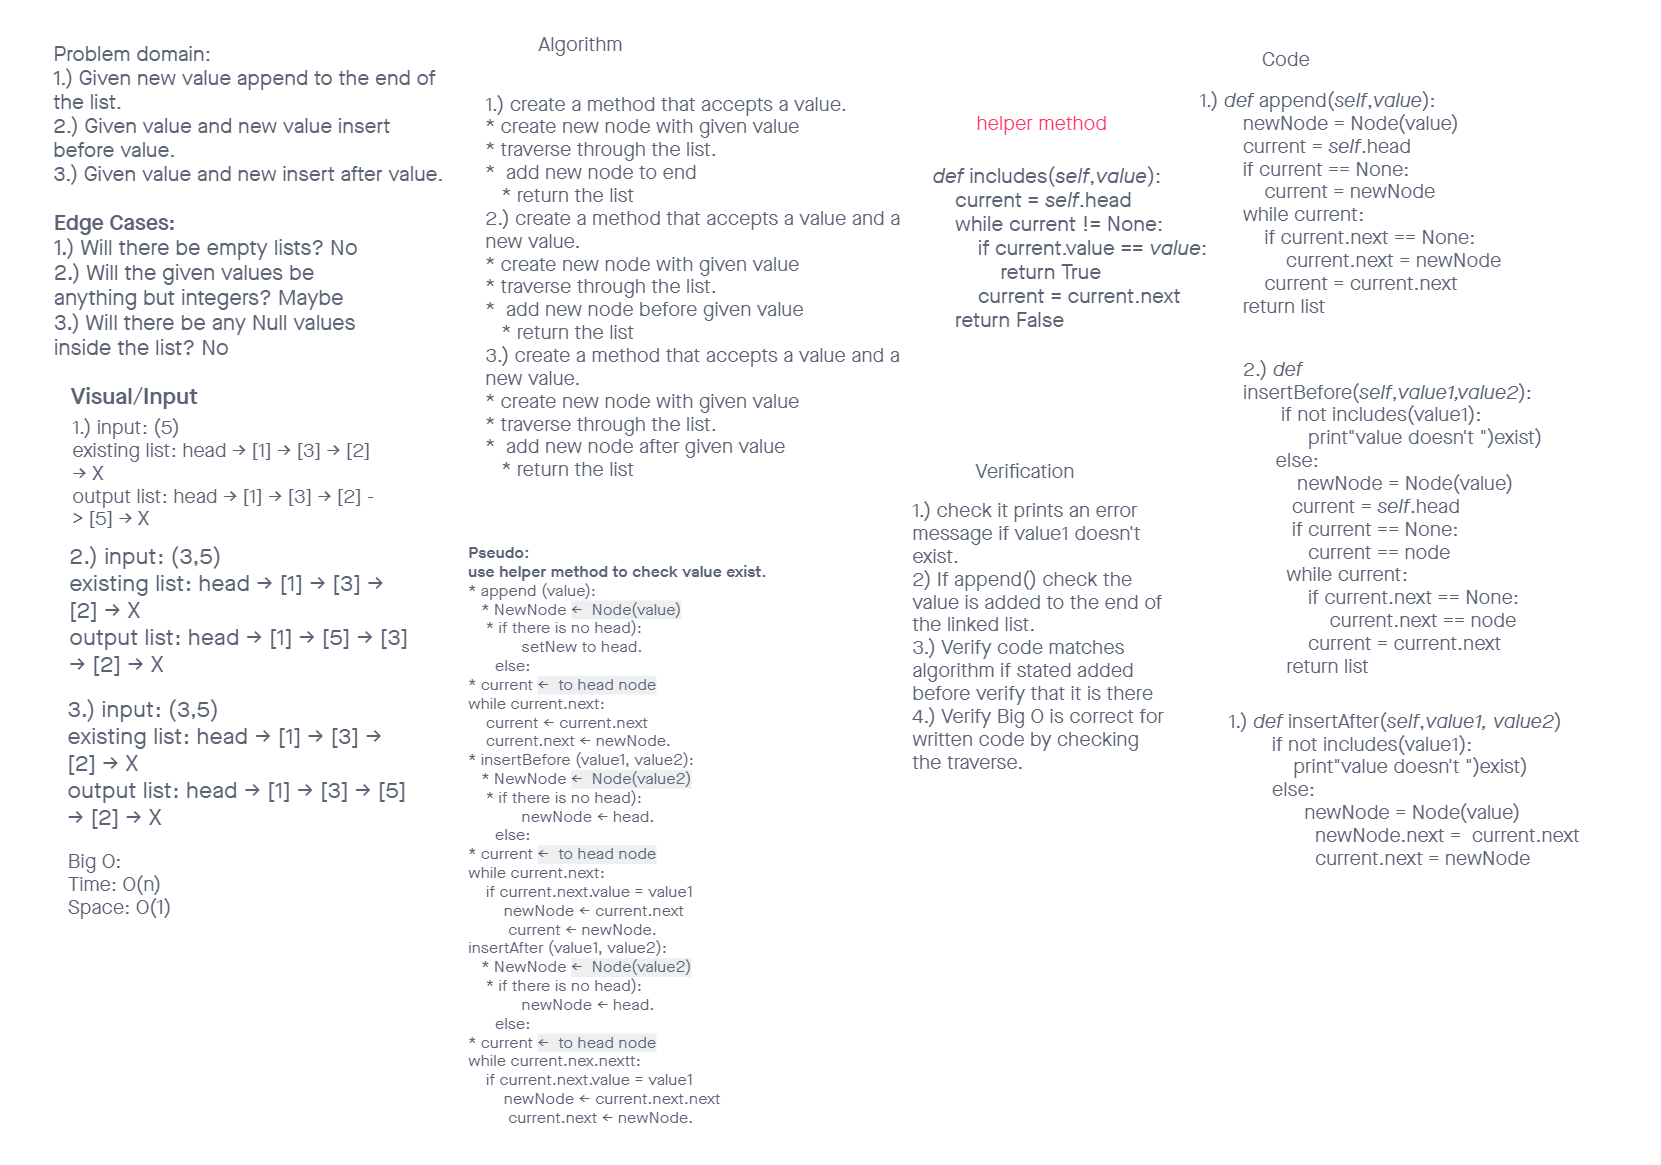 Problem domain:
1.) Given new value append to the end of
the list.
2.) Given value and new value insert
before value.
3.) Given value and new insert after value.
Edge Cases:
1.) Will there be empty lists? No
2.) Will the given values be
anything but integers? Maybe
3.) Will there be any Null values
inside the list? No
Visual/Input
1.) input: (5)
existing list: head → [1] → [3] → [2]
→ X
output list: head → [1] → [3] → [2] -
> [5] → X
2.) input: (3,5)
existing list: head → [1] → [3] →
[2] → X
output list: head → [1] → [5] → [3]
→ [2] → X
3.) input: (3,5)
existing list: head → [1] → [3] →
[2] → X
output list: head → [1] → [3] → [5]
→ [2] → X
Big O:
Time: O(n)
Space: O(1)
Algorithm
1.) create a method that accepts a value.
* create new node with given value
* traverse through the list.
* add new node to end
* return the list
2.) create a method that accepts a value and a
new value.
* create new node with given value
* traverse through the list.
* add new node before given value
* return the list
3.) create a method that accepts a value and a
new value.
* create new node with given value
* traverse through the list.
* add new node after given value
* return the list
Pseudo:
use helper method to check value exist.
* append (value):
* NewNode ← Node(value)
* if there is no head):
setNew to head.
else:
* current ← to head node
while current.next:
current ← current.next
current.next ← newNode.
* insertBefore (value1, value2):
* NewNode ← Node(value2)
* if there is no head):
newNode ← head.
else:
* current ← to head node
while current.next:
if current.next.value = value1
newNode ← current.next
current ← newNode.
insertAfter (value1, value2):
* NewNode ← Node(value2)
* if there is no head):
newNode ← head.
else:
* current ← to head node
while current.nex.nextt:
if current.next.value = value1
newNode ← current.next.next
current.next ← newNode.
helper method
def includes(self,value):
current = self.head
while current != None:
if current.value == value:
return True
current = current.next
return False
Verification
1.) check it prints an error
message if value1 doesn't
exist.
2) If append() check the
value is added to the end of
the linked list.
3.) Verify code matches
algorithm if stated added
before verify that it is there
4.) Verify Big O is correct for
written code by checking
the traverse.
Code
1.) def append(self,value):
newNode = Node(value)
current = self.head
if current == None:
current = newNode
while current:
if current.next == None:
current.next = newNode
current = current.next
return list
2.) def
insertBefore(self,value1,value2):
if not includes(value1):
print"value doesn't ")exist)
else:
newNode = Node(value)
current = self.head
if current == None:
current == node
while current:
if current.next == None:
current.next == node
current = current.next
return list
1.) def insertAfter(self,value1, value2)
if not includes(value1):
print"value doesn't ")exist)
else:
newNode = Node(value)
newNode.next = current.next
current.next = newNode